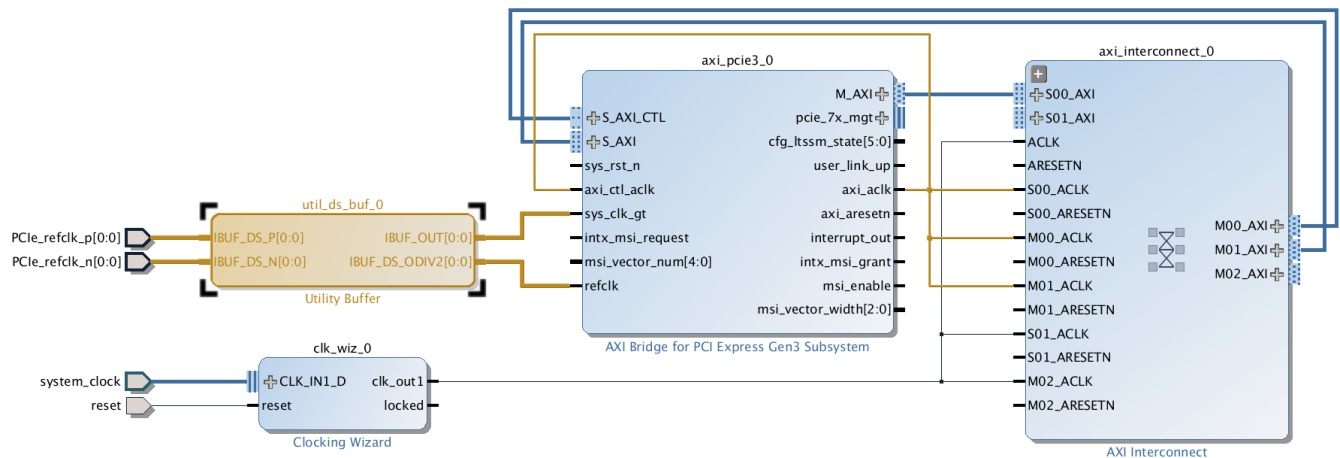 util_ds_buf_0
PCIe_refclk_p[0:0]
PCIe_refclk_n[0:0]
IBUF_DS_P[0:0]
IBUF_DS_N[0:0]
IBUF_OUT[0:0]
IBUF_DS_ODIV2[0:0]
Utility Buffer
clk_wiz_0
system_clock
reset
CLK_IN1_D
reset
clk_out1
locked
Clocking Wizard
axi_pcie3_0
S_AXI_CTL
S_AXI
sys_rst_n
axi_ctl_aclk
sys_clk_gt
intx_msi_request
msi_vector_num[4:0]
refclk
M_AXI
pcie_7x_mgt
cfg_ltssm_state[5:0]
user_link_up
axi_aclk
axi_aresetn
interrupt_out
intx_msi_grant
msi_enable
msi_vector_width[2:0]
AXI Bridge for PCI Express Gen3 Subsystem
axi_interconnect_0
S00_AXI
S01_AXI
ACLK
ARESETN
S00_ACLK
S00_ARESETN
M00_ACLK
M00_ARESETN
M01_ACLK
M01_ARESETN
S01_ACLK
S01_ARESETN
M02_ACLK
M02_ARESETN
M00_AXI
M01_AXI
M02_AXI
AXI Interconnect